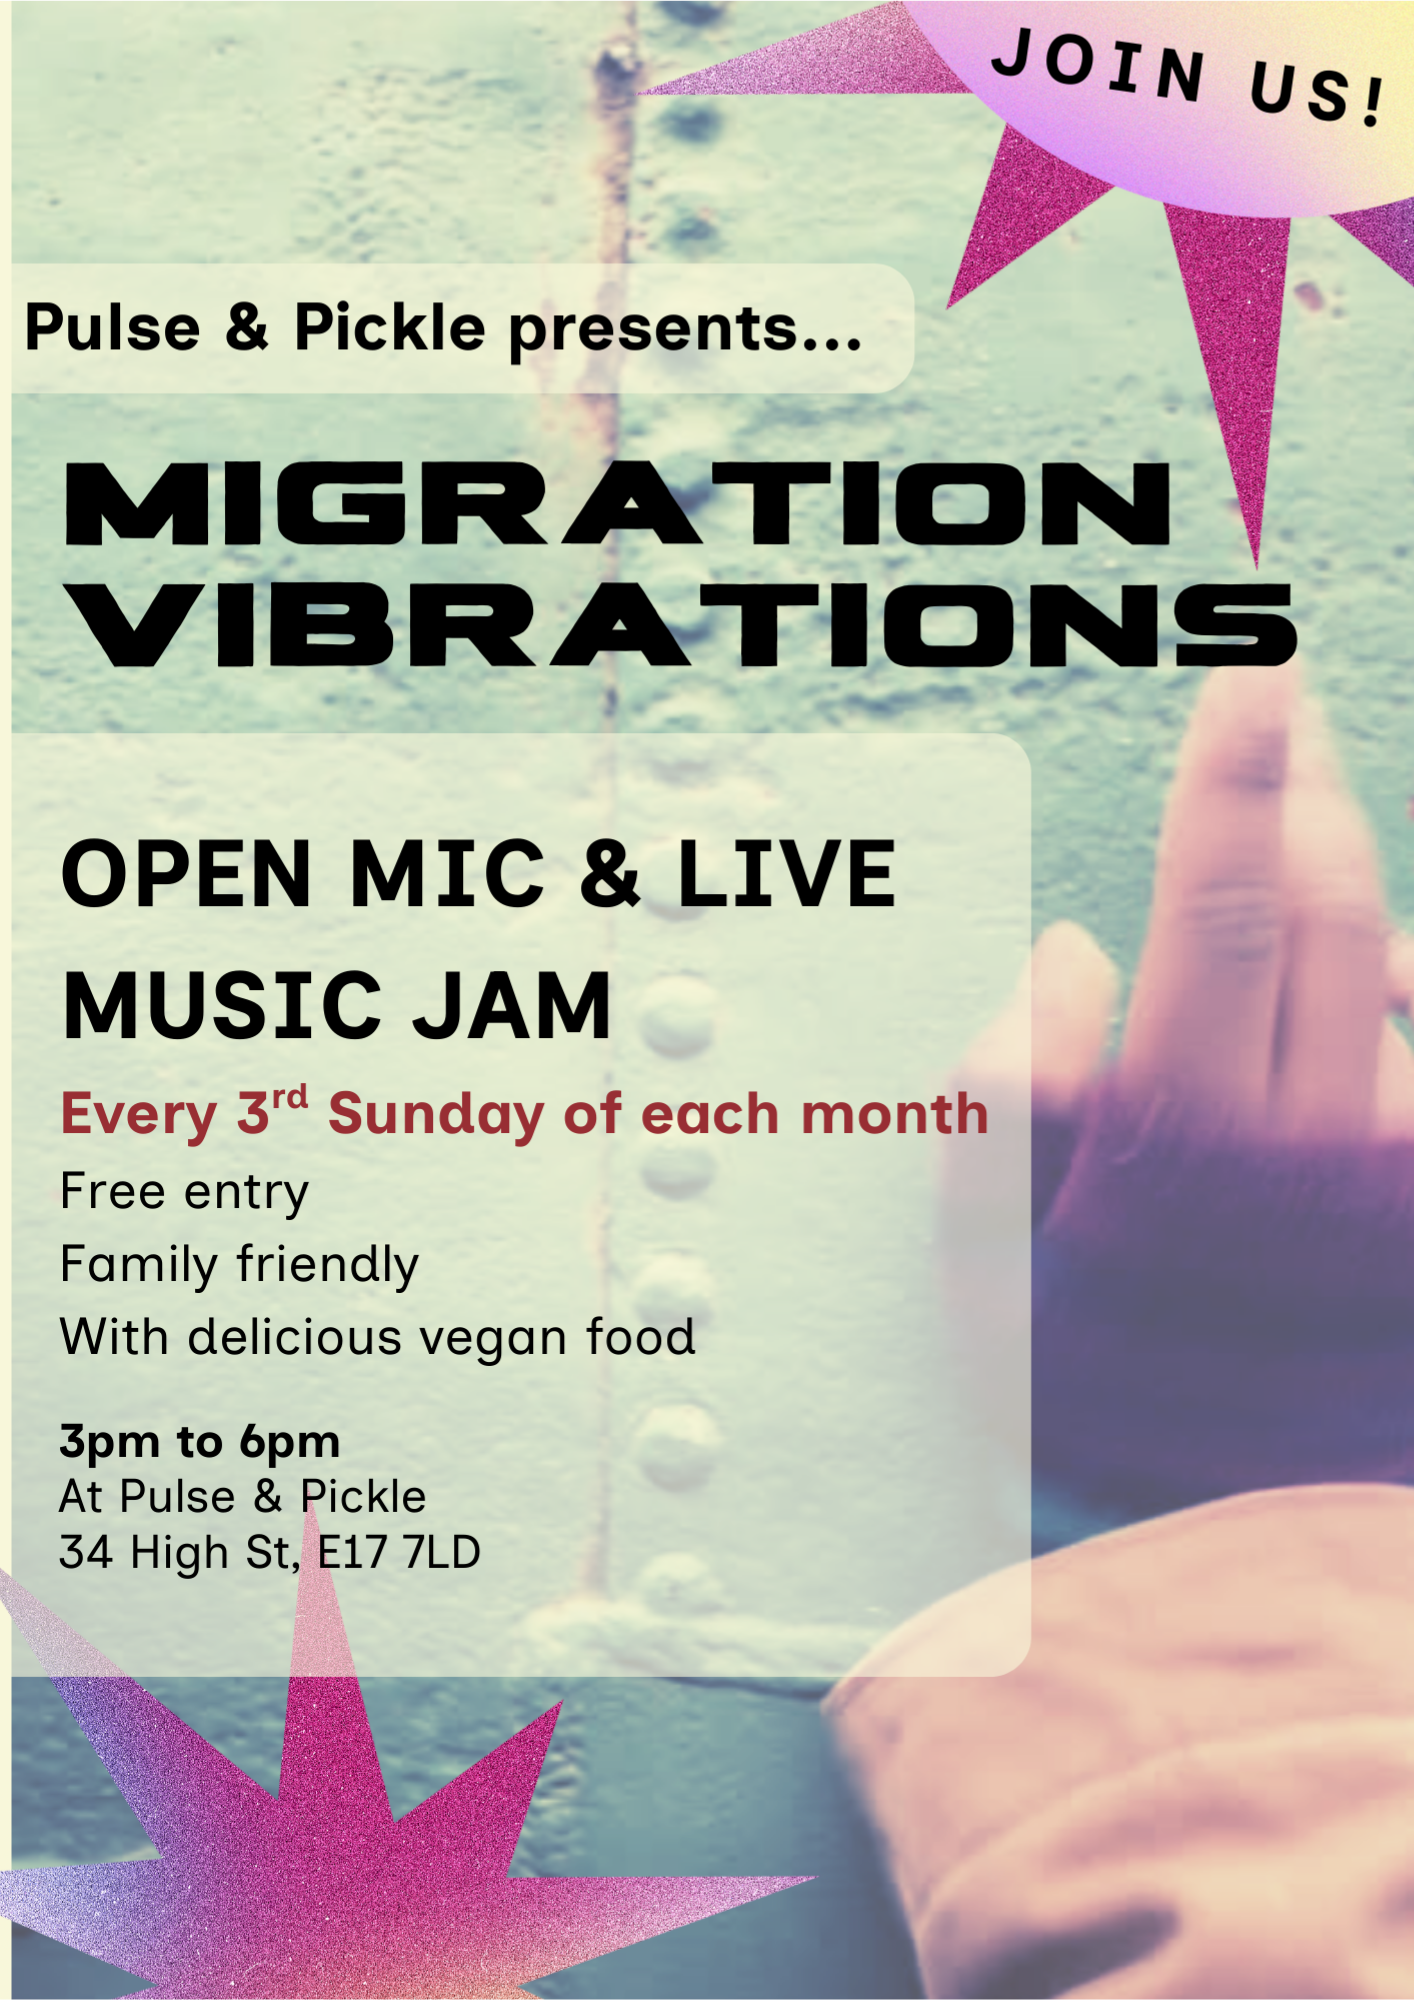 JOIN US!
Pulse & Pickle presents...
MIGRATION
VIBRATIONS
OPEN MIC & LIVE
MUSIC JAM
Every 3rd Sunday of each month
Free entry
Family friendly
With delicious vegan food
3pm to 6pm
At Pulse & Pickle
34 High St, E17 7LD